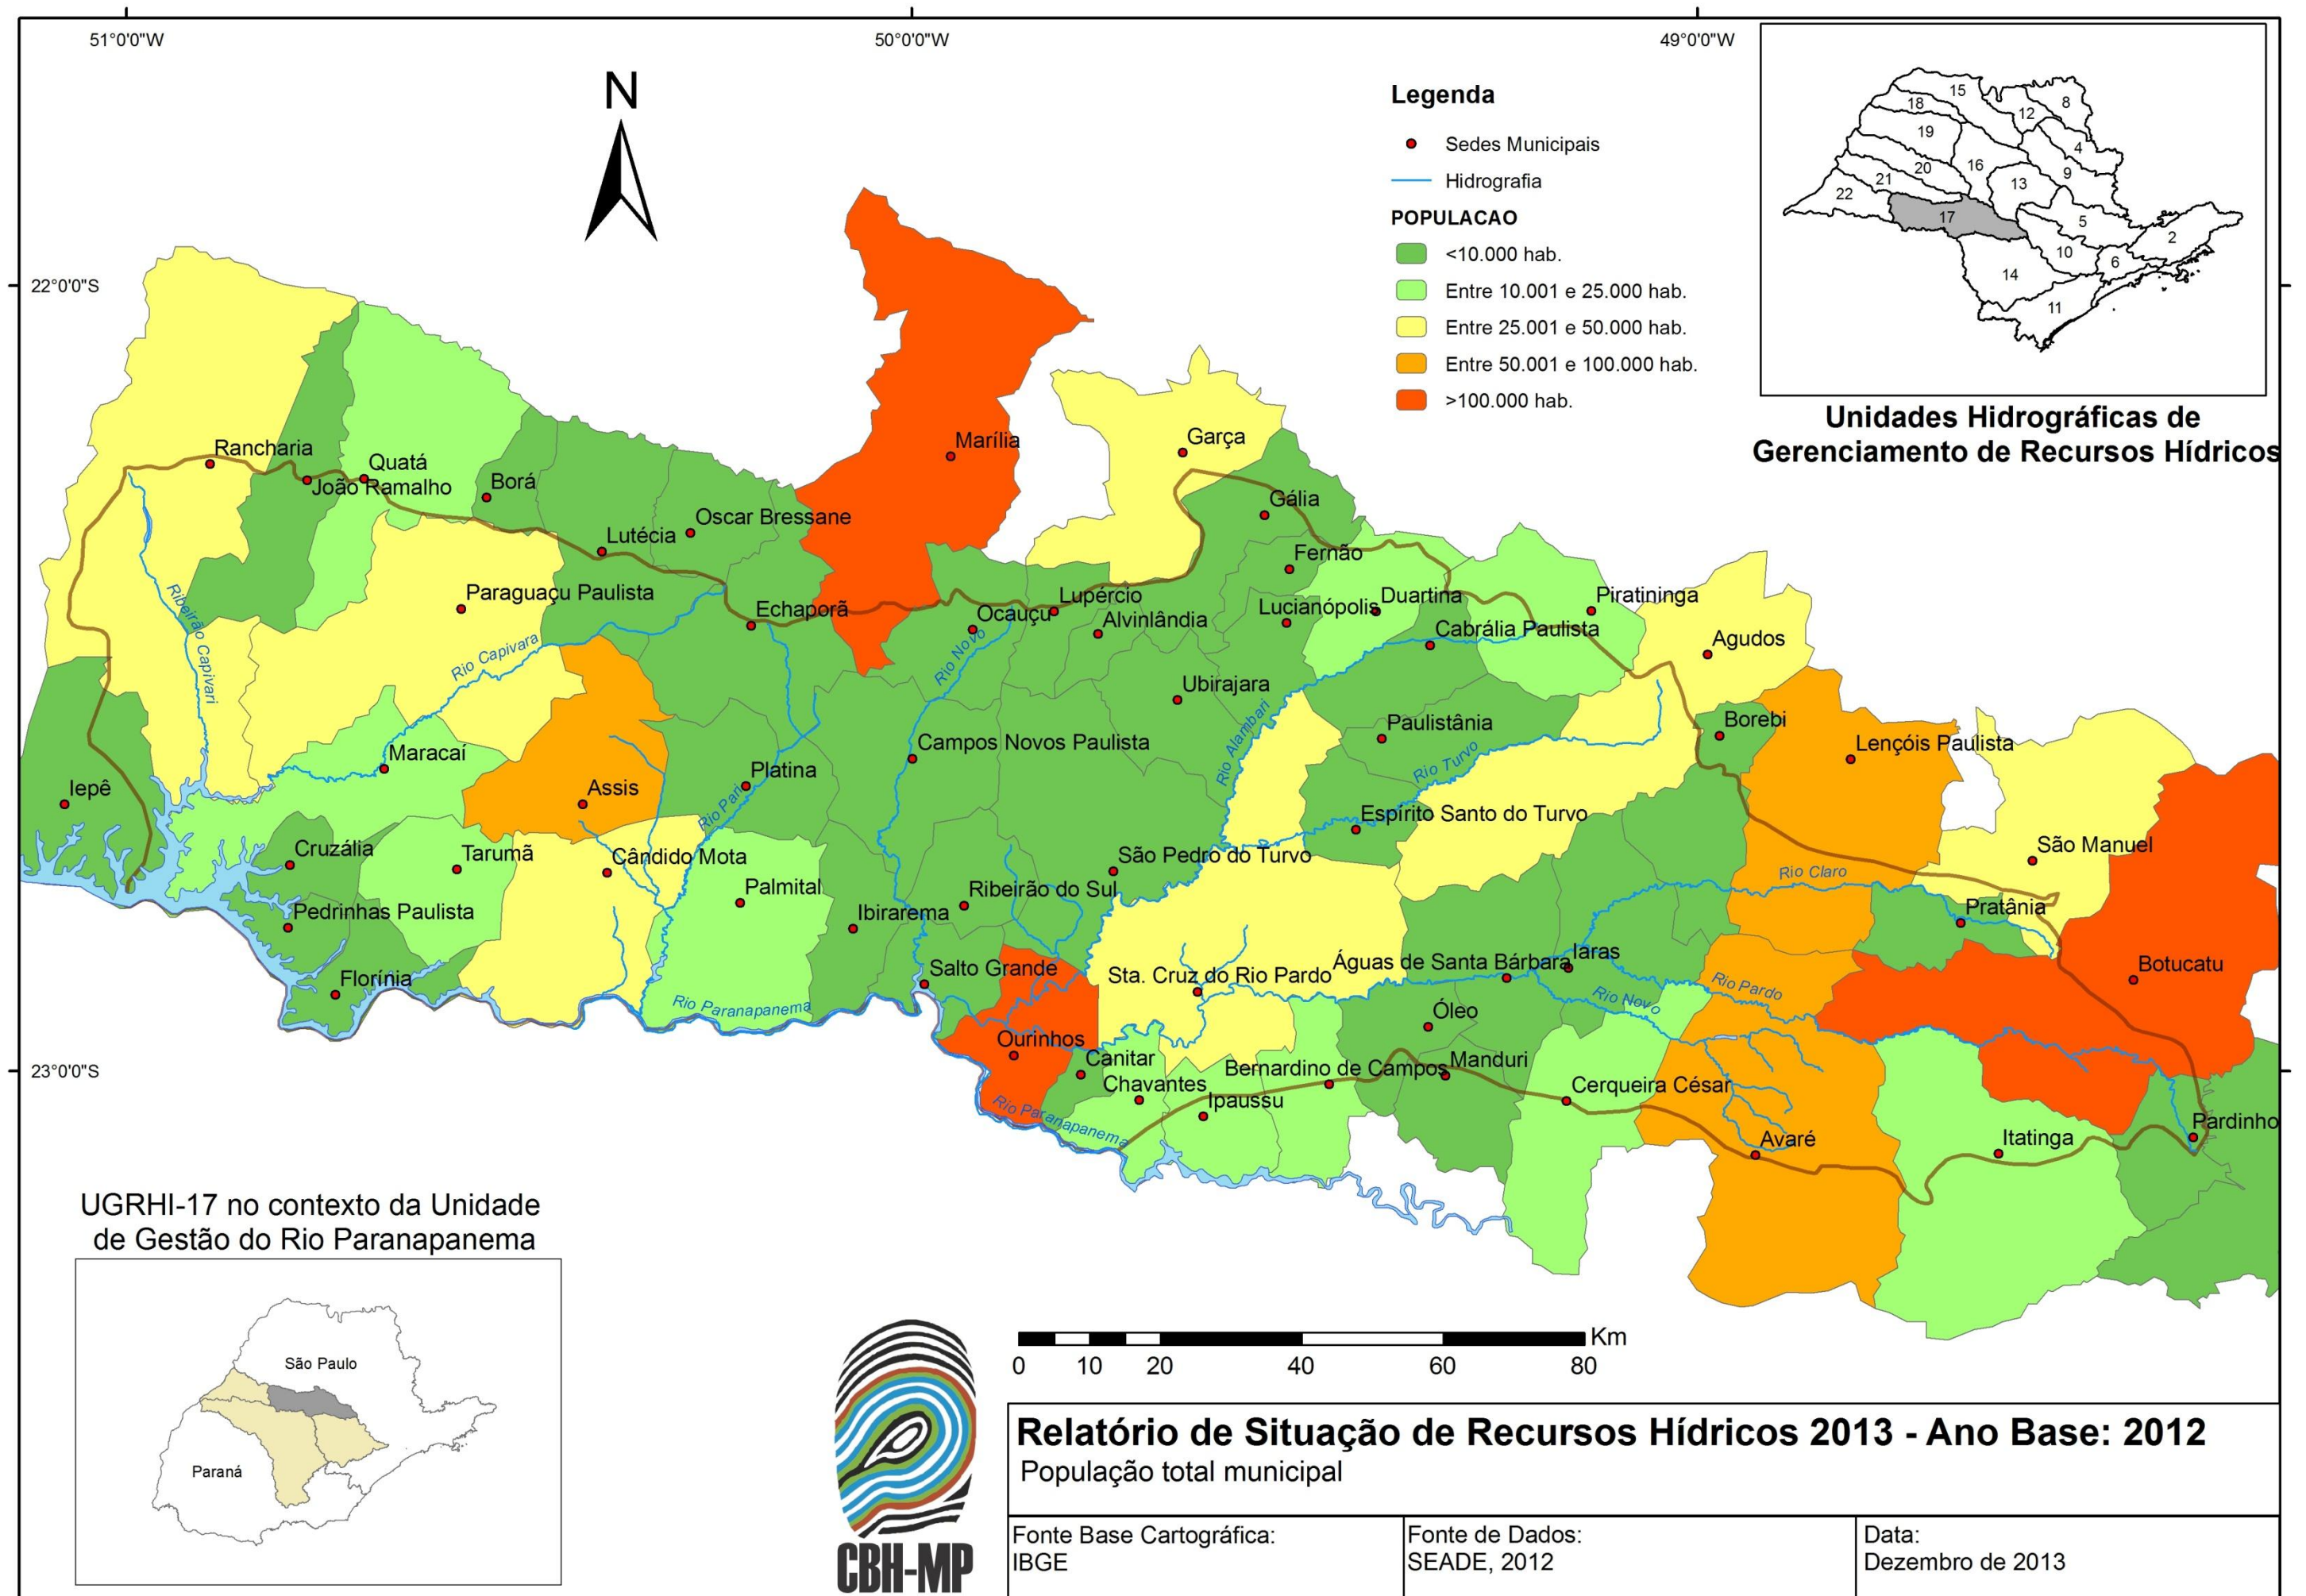 51°0'0"W
50°0'0"W
49°0'0"W
N
Legenda
Sedes Municipais
Hidrografia
POPULACAO
<10.000 hab.
Entre 10.001 e 25.000 hab.
Entre 25.001 e 50.000 hab.
Entre 50.001 e 100.000 hab.
>100.000 hab.
15
18
8
12
19
4
16
20
9
21
13
22
17
5
2
10
6
14
11
Unidades Hidrográficas de
Gerenciamento de Recursos Hídricos
22°0'0"S
23°0'0"S
Rancharia
João Ramalho
Quatá
Borá
Lutécia
Oscar Bressane
Marília
Garça
Gália
Fernão
Paraguaçu Paulista
Echaporã
Ocauçu
Lupércio
Alvinlândia
Lucianópolis
Duartina
Cabrália Paulista
Piratininga
Agudos
Ribeirão Capivari
Rio Capivara
Rio Novo
Ubirajara
Rio Alambari
Paulistânia
Borebi
Lençóis Paulista
Maracaí
Campos Novos Paulista
Rio Turvo
Iepê
Assis
Platina
Rio Pari
Espírito Santo do Turvo
São Manuel
Cruzália
Tarumã
Cândido Mota
São Pedro do Turvo
Rio Claro
Palmital
Ribeirão do Sul
Pedrinhas Paulista
Ibirarema
Pratânia
Florínia
Salto Grande
Sta. Cruz do Rio Pardo
Águas de Santa Bárbara
Iaras
Botucatu
Rio Pardo
Rio Novo
Rio Paranapanema
Óleo
Ourinhos
Canitar
Chavantes
Bernardino de Campos
Manduri
Cerqueira César
Ipaussu
Rio Paranapanema
Avaré
Itatinga
Pardinho
UGRHI-17 no contexto da Unidade
de Gestão do Rio Paranapanema
São Paulo
Paraná
CBH-MP
Km
0 10 20 40 60 80
Relatório de Situação de Recursos Hídricos 2013 - Ano Base: 2012
População total municipal
Fonte Base Cartográfica:
IBGE
Fonte de Dados:
SEADE, 2012
Data:
Dezembro de 2013